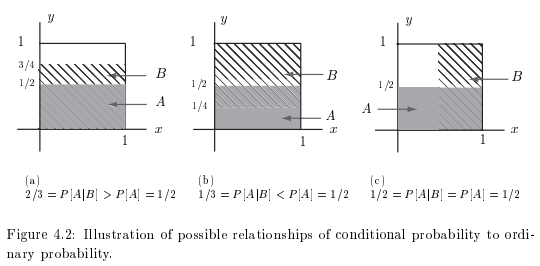 y
1
3/4
1/2
B
A
x
1
y
1
1/2
1/4
B
A
x
1
y
1
1/2
B
A
x
1
(a)
2/3 = P[A|B] > P[A] = 1/2
(b)
1/3 = P[A|B] < P[A] = 1/2
(c)
1/2 = P[A|B] = P[A] = 1/2
Figure 4.2: Illustration of possible relationships of conditional probability to ordi-
nary probability.